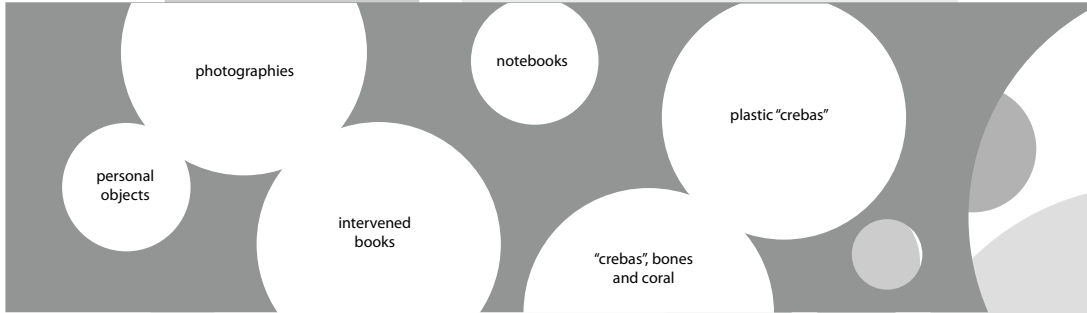 photographies
notebooks
plastic “crebas”
personal
objects
intervened
books
“crebas”, bones
and coral